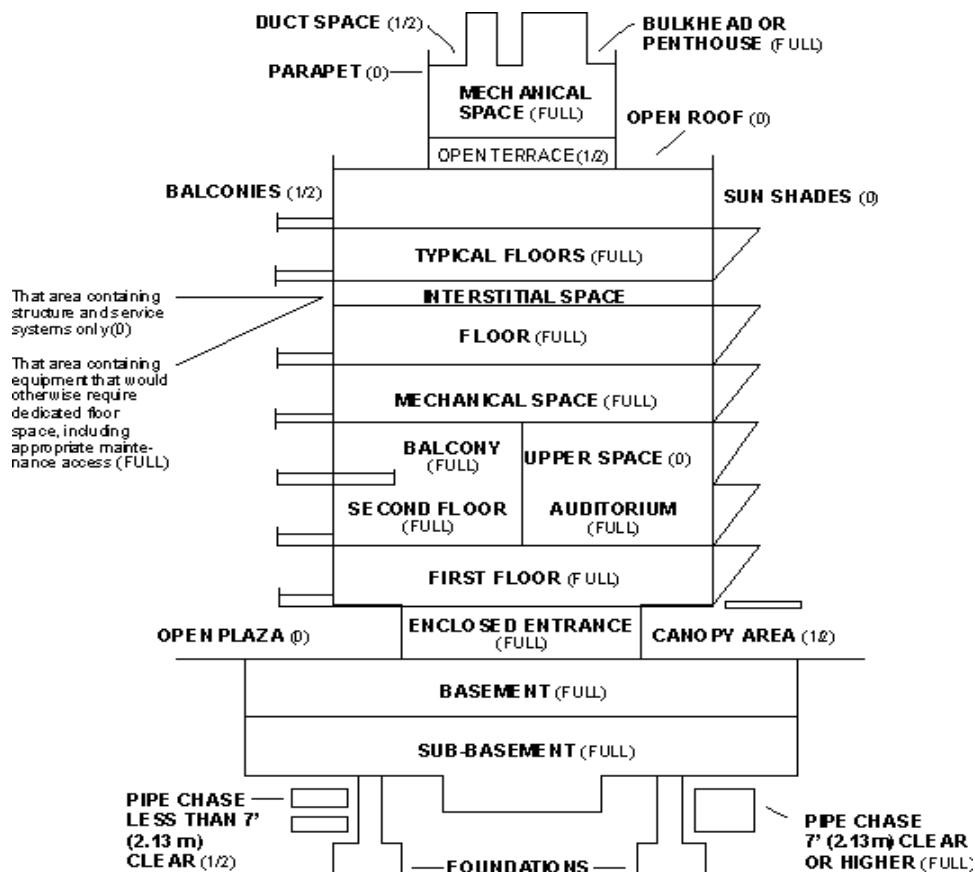 DUCT SPACE (1/2)
BULKHEAD OR
PENTHOUSE (FULL)
PARAPET (0)
MECHANICAL
SPACE (FULL)
OPEN ROOF (0)
OPEN TERRACE (1/2)
BALCONIES (1/2)
SUN SHADES (0)
TYPICAL FLOORS (FULL)
That area containing
structure and service
systems only (0)
INTERSTITIAL SPACE
FLOOR (FULL)
That area containing
equipment that would
otherwise require
dedicated floor
space, including
appropriate mainte-
nance access (FULL)
MECHANICAL SPACE (FULL)
BALCONY
(FULL)
UPPER SPACE (0)
SECOND FLOOR
(FULL)
AUDITORIUM
(FULL)
FIRST FLOOR (FULL)
OPEN PLAZA (0)
ENCLOSED ENTRANCE
(FULL)
CANOPY AREA (1/2)
BASEMENT (FULL)
SUB-BASEMENT (FULL)
PIPE CHASE
LESS THAN 7'
(2.13 m)
CLEAR (1/2)
FOUNDATIONS
PIPE CHASE
7' (2.13m) CLEAR
OR HIGHER (FULL)